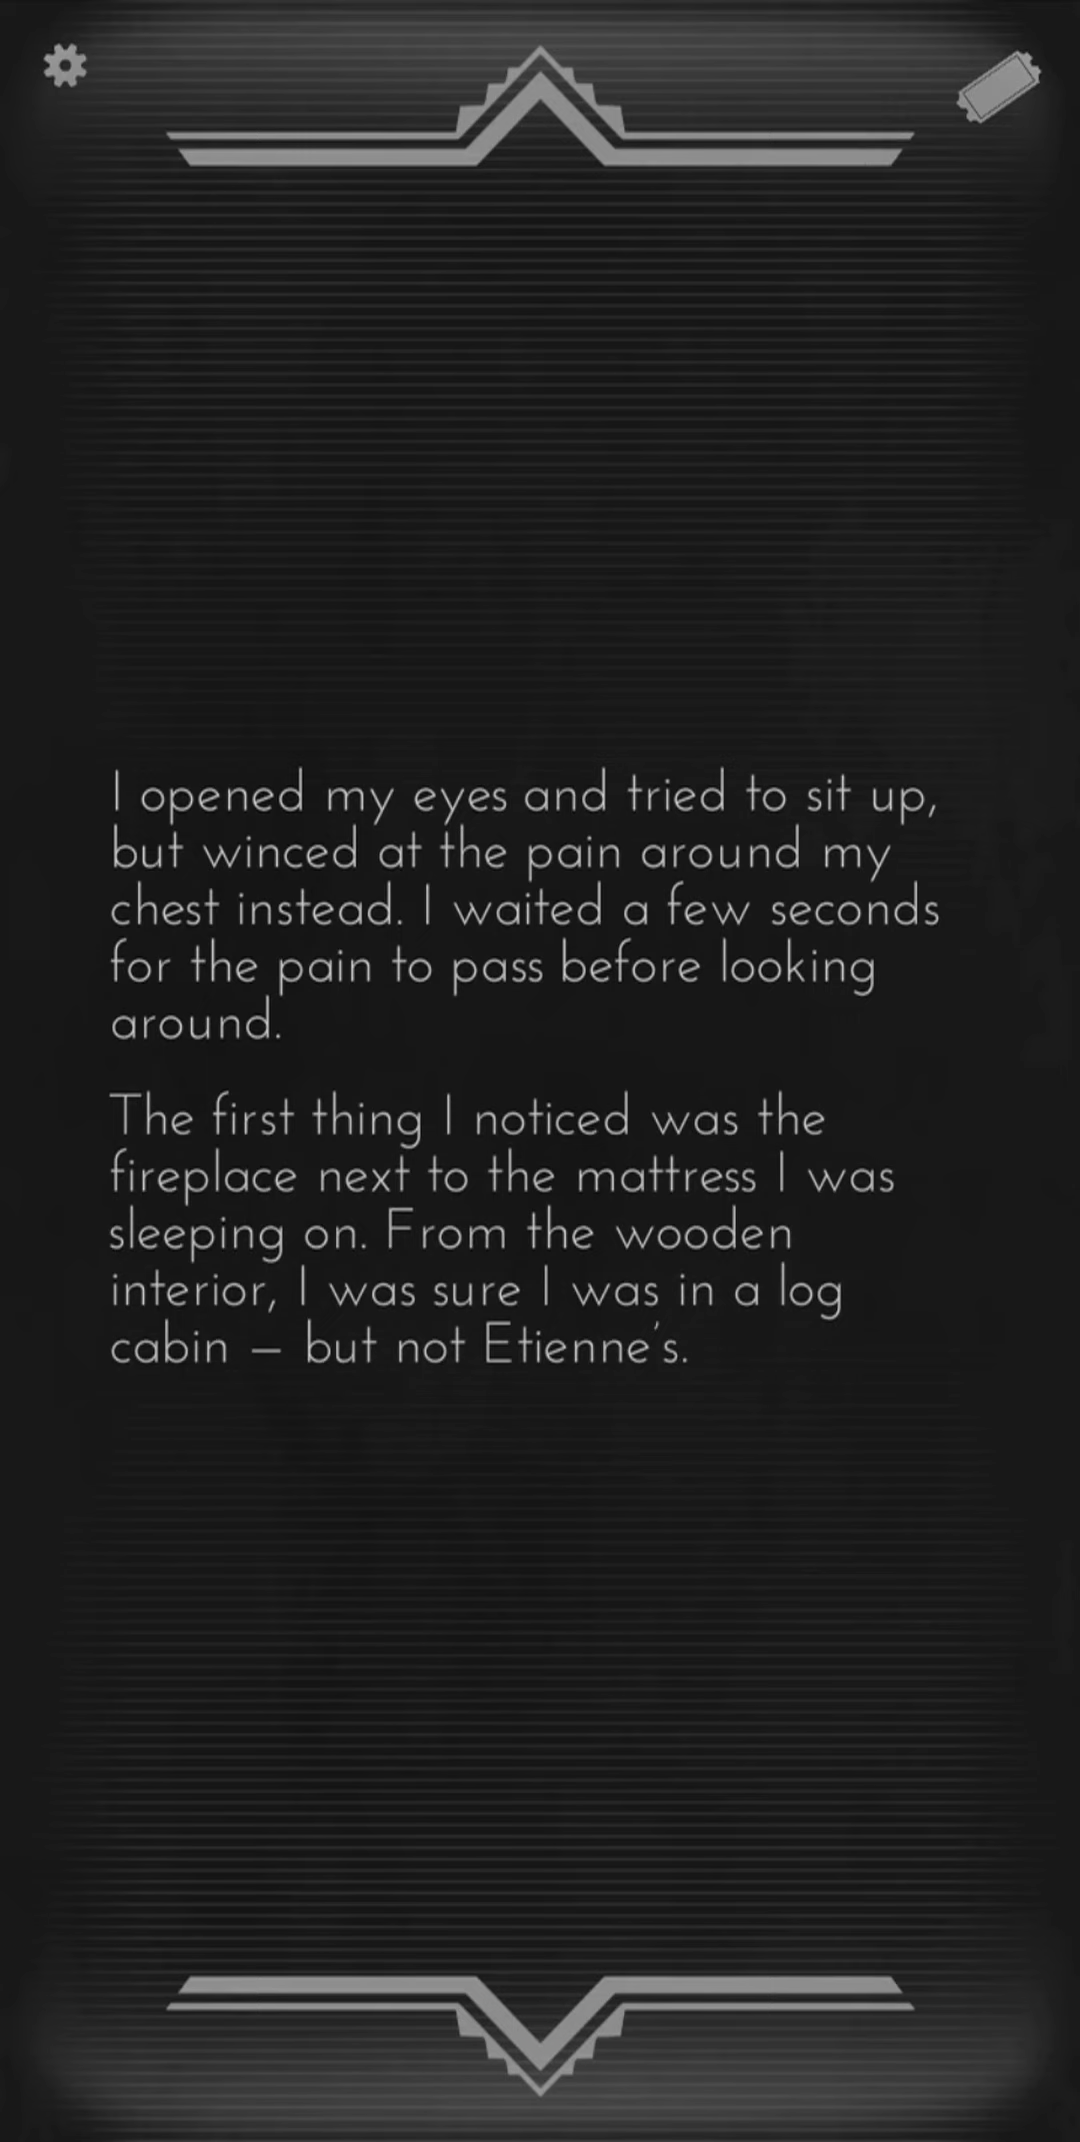 I opened my eyes and tried to sit up,
but winced at the pain around my
chest instead. I waited a few seconds
for the pain to pass before looking
around.
The first thing I noticed was the
fireplace next to the mattress I was
sleeping on. From the wooden
interior, I was sure I was in a log
cabin – but not Etienne's.